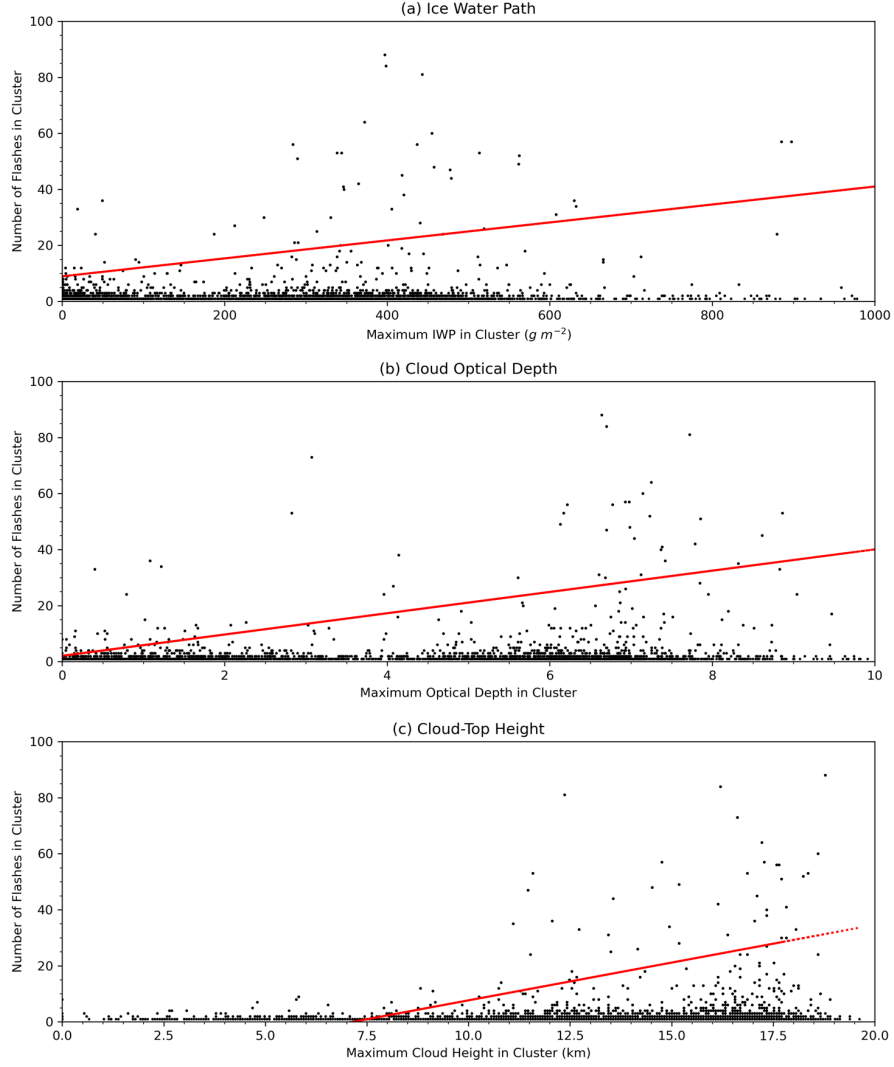 (a) Ice Water Path
100
80
60
40
20
0
Number of Flashes in Cluster
0 200 400 600 800 1000
Maximum IWP in Cluster (g m⁻²)
(b) Cloud Optical Depth
100
80
60
40
20
0
Number of Flashes in Cluster
0 2 4 6 8 10
Maximum Optical Depth in Cluster
(c) Cloud-Top Height
100
80
60
40
20
0
Number of Flashes in Cluster
0.0 2.5 5.0 7.5 10.0 12.5 15.0 17.5 20.0
Maximum Cloud Height in Cluster (km)